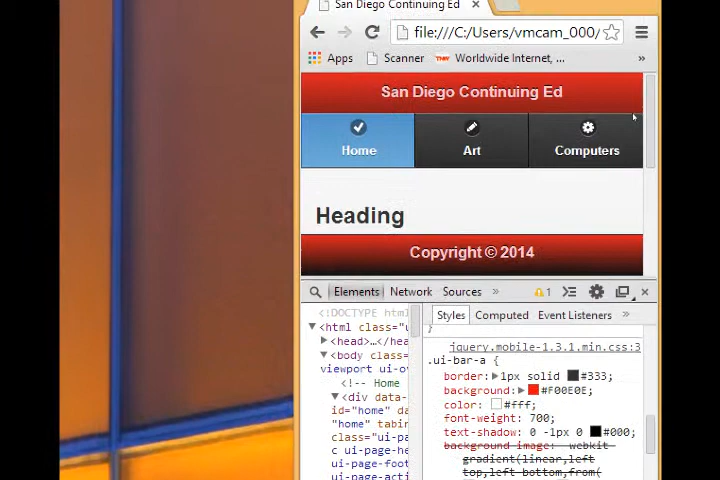 San Diego Continuing Ed ×
file:///C:/Users/vmcam_000/
Apps Scanner Worldwide Internet, ... »
San Diego Continuing Ed
Home Art Computers
Heading
Copyright © 2014
Elements Network Sources » 1
<!DOCTYPE html
<html class="u
<head>…</hea
<body class=
viewport ui-o
<!-- Home
<div data-
id="home"
"home" tabin
class="ui-pa
c ui-page-he
ui-page-foot
ui-page-acti
Styles Computed Event Listeners »
}
jquery.mobile-1.3.1.min.css:3
.ui-bar-a {
border: 1px solid #333;
background: #F00E0E;
color: #fff;
font-weight: 700;
text-shadow: 0 -1px 0 #000;
background-image: -webkit-
gradient(linear,left
top,left bottom,from(